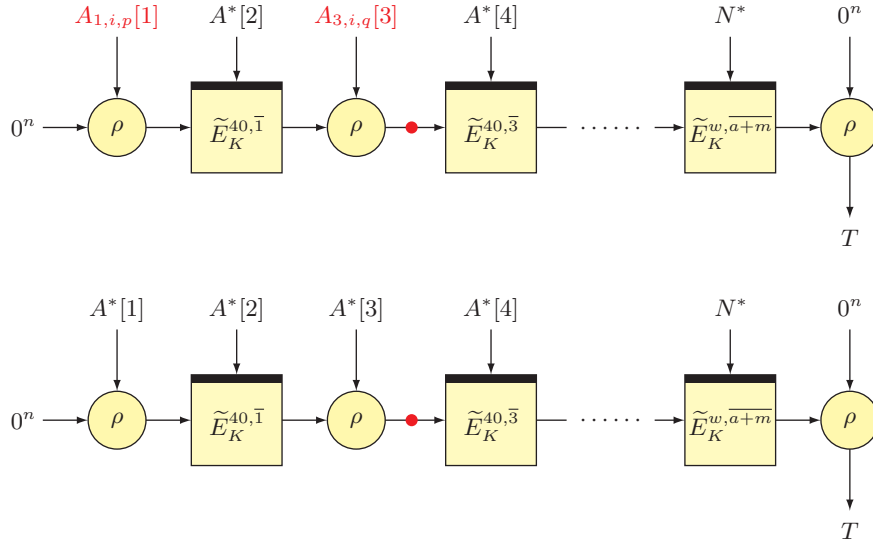 A_{1,i,p}[1] A^*[2] A_{3,i,q}[3] A^*[4] N^* 0^n
0^n ρ \widetilde{E}_K^{40,\overline{1}} ρ \widetilde{E}_K^{40,\overline{3}} ...... \widetilde{E}_K^{w,\overline{a+m}} ρ
T
A^*[1] A^*[2] A^*[3] A^*[4] N^* 0^n
0^n ρ \widetilde{E}_K^{40,\overline{1}} ρ \widetilde{E}_K^{40,\overline{3}} ...... \widetilde{E}_K^{w,\overline{a+m}} ρ
T